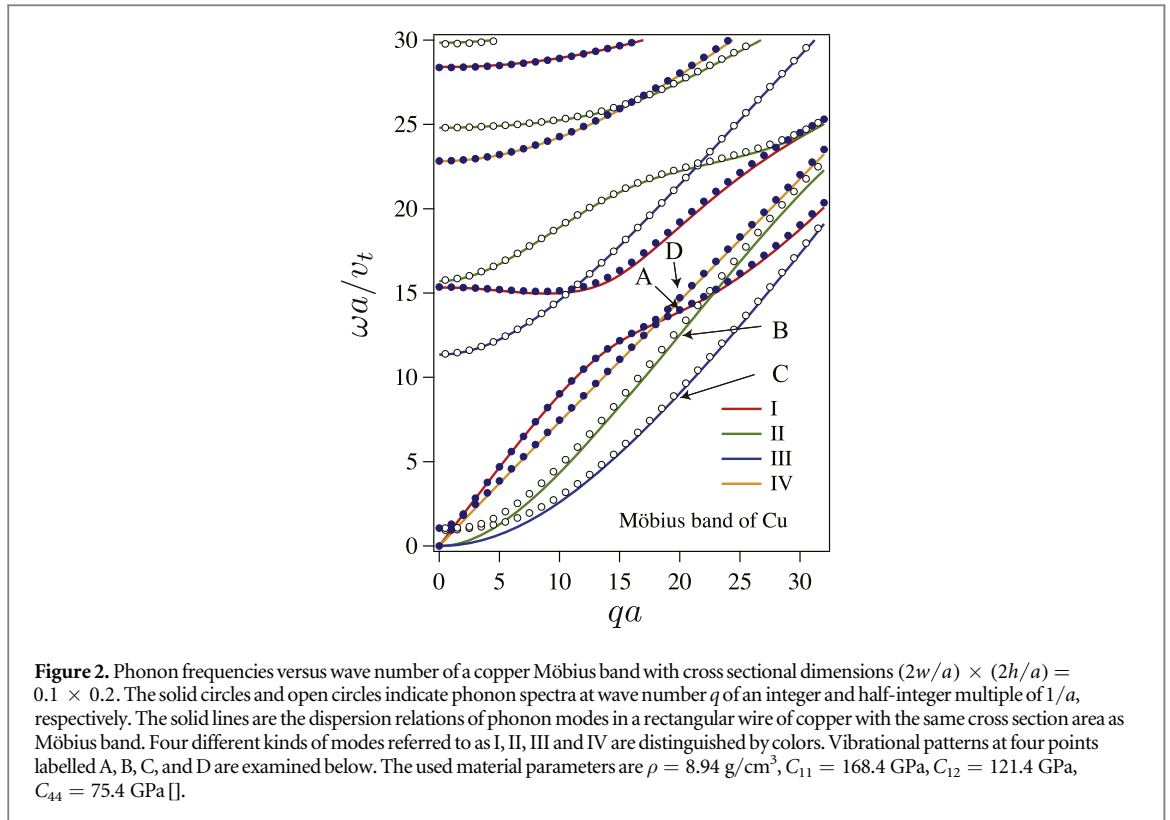 30
25
20
15
10
5
0
ωa/v_t
D
A
B
C
I
II
III
IV
Möbius band of Cu
0 5 10 15 20 25 30
qa
Figure 2. Phonon frequencies versus wave number of a copper Möbius band with cross sectional dimensions (2w/a) × (2h/a) =
0.1 × 0.2. The solid circles and open circles indicate phonon spectra at wave number q of an integer and half-integer multiple of 1/a,
respectively. The solid lines are the dispersion relations of phonon modes in a rectangular wire of copper with the same cross section area as
Möbius band. Four different kinds of modes referred to as I, II, III and IV are distinguished by colors. Vibrational patterns at four points
labelled A, B, C, and D are examined below. The used material parameters are ρ = 8.94 g/cm³, C₁₁ = 168.4 GPa, C₁₂ = 121.4 GPa,
C₄₄ = 75.4 GPa [].